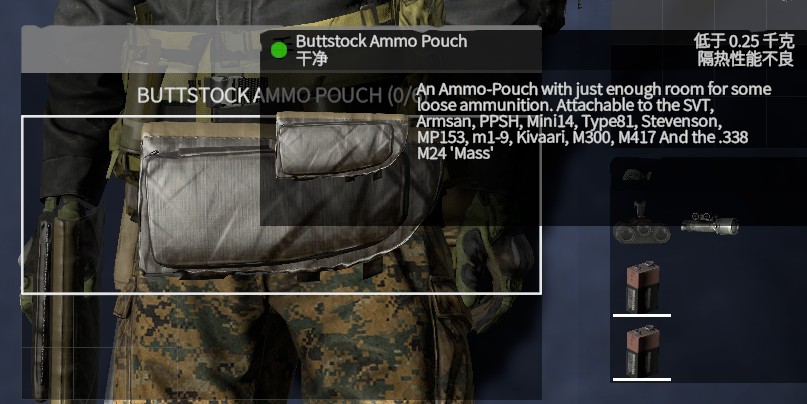 Buttstock Ammo Pouch
干净
低于 0.25 千克
隔热性能不良
BUTTSTOCK AMMO POUCH (0/
An Ammo-Pouch with just enough room for some
loose ammunition. Attachable to the SVT,
Armsan, PPSH, Mini14, Type81, Stevenson,
MP153, m1-9, Kivaari, M300, M417 And the .338
M24 'Mass'